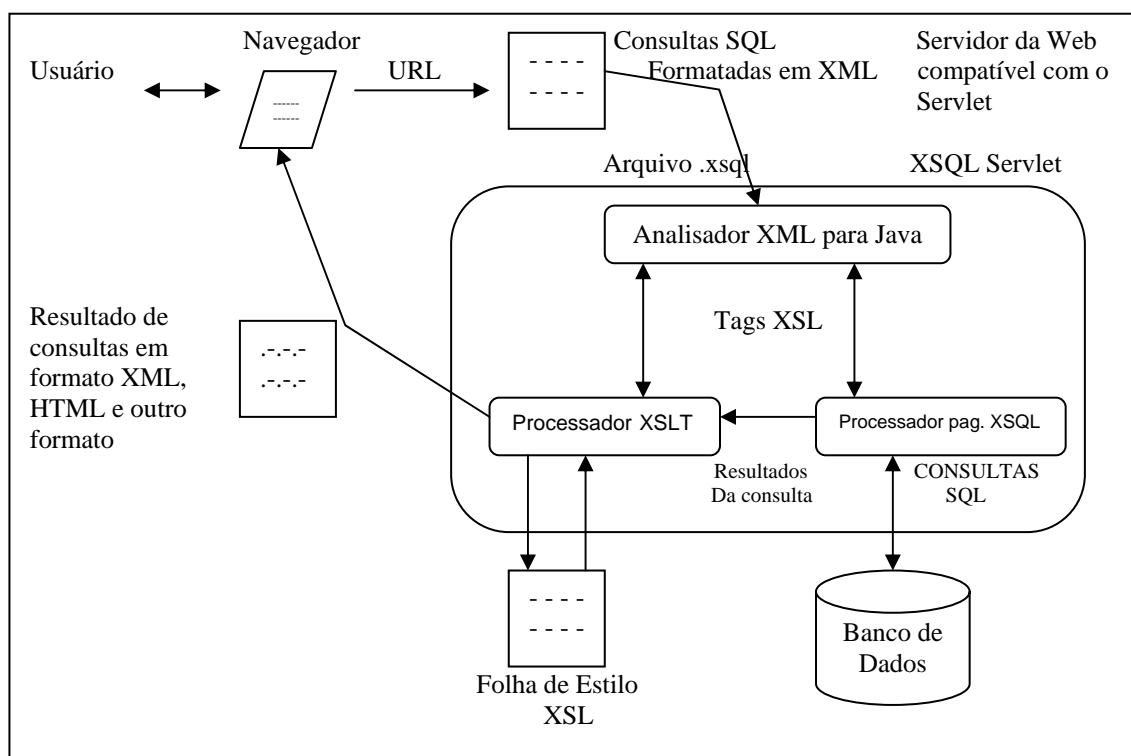 Navegador
Usuário
URL
Consultas SQL
Formatadas em XML
Servidor da Web
compatível com o
Servlet
------
------
- - - -
- - - -
Arquivo .xsql
XSQL Servlet
Analisador XML para Java
Tags XSL
Resultado de
consultas em
formato XML,
HTML e outro
formato
.-.-.-
.-.-.-
Processador XSLT
Processador pag. XSQL
Resultados
Da consulta
CONSULTAS
SQL
- - - -
- - - -
Folha de Estilo
XSL
Banco de
Dados